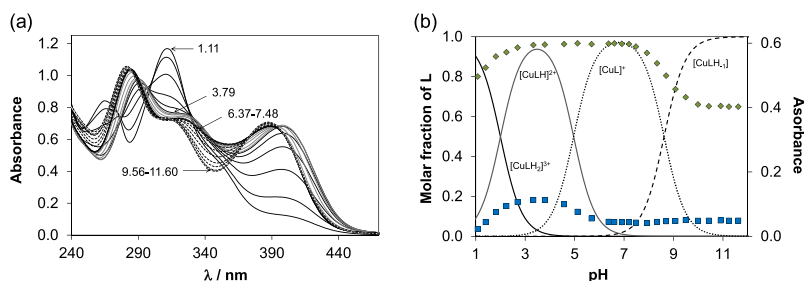 (a)
Absorbance
1.2
1.0
0.8
0.6
0.4
0.2
0.0
1.11
3.79
6.37-7.48
9.56-11.60
240 290 340 390 440
λ / nm
(b)
Molar fraction of L
1.0
0.8
0.6
0.4
0.2
0.0
[CuLH]²⁺
[CuL]⁺
[CuLH₋₁]
[CuLH₂]³⁺
0.6
0.4
0.2
0.0
Absorbance
1 3 5 7 9 11
pH